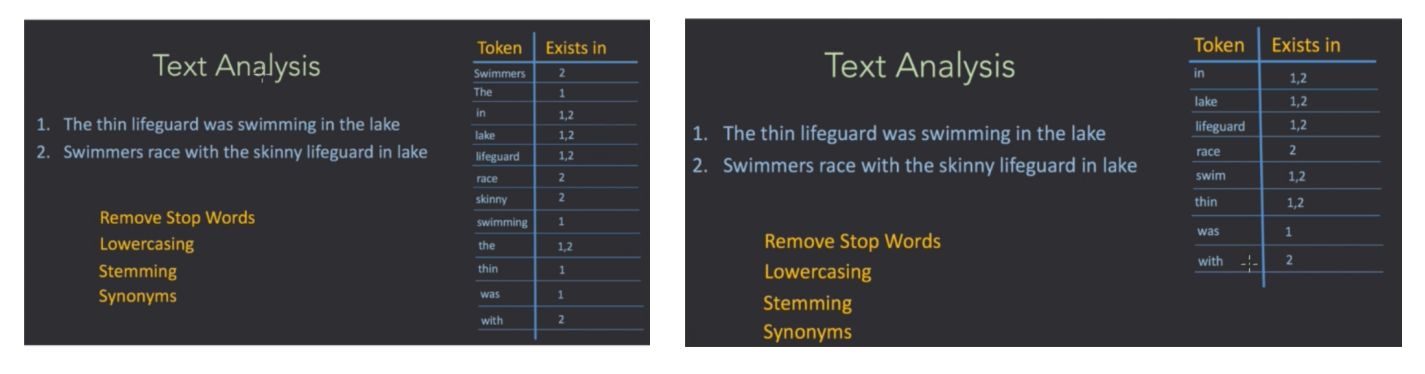 Text Analysis
1. The thin lifeguard was swimming in the lake
2. Swimmers race with the skinny lifeguard in lake
Remove Stop Words
Lowercasing
Stemming
Synonyms
Token Exists in
Swimmers 2
The 1
in 1,2
lake 1,2
lifeguard 1,2
race 2
skinny 2
swimming 1
the 1,2
thin 1
was 1
with 2
Text Analysis
1. The thin lifeguard was swimming in the lake
2. Swimmers race with the skinny lifeguard in lake
Remove Stop Words
Lowercasing
Stemming
Synonyms
Token Exists in
in 1,2
lake 1,2
lifeguard 1,2
race 2
swim 1,2
thin 1,2
was 1
with 2